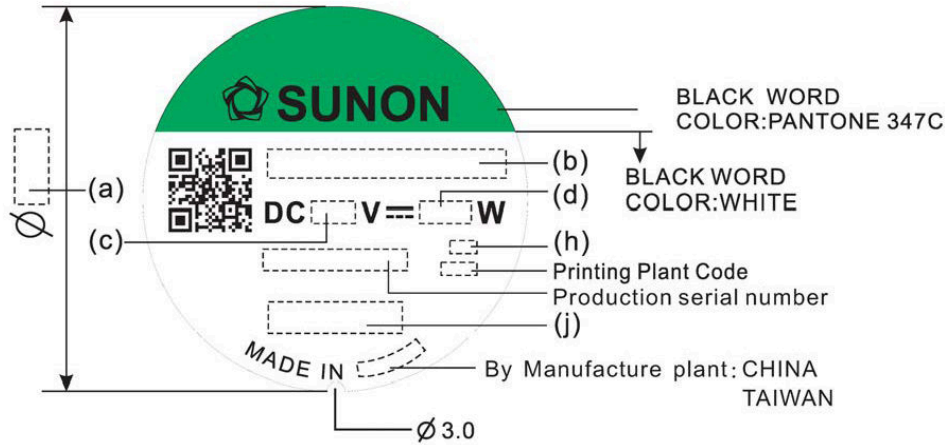 SUNON
BLACK WORD
COLOR:PANTONE 347C
BLACK WORD
COLOR:WHITE
(a)
Ø
(b)
(d)
DC V W
(c)
(h)
Printing Plant Code
Production serial number
(j)
MADE IN
By Manufacture plant: CHINA
TAIWAN
Ø 3.0